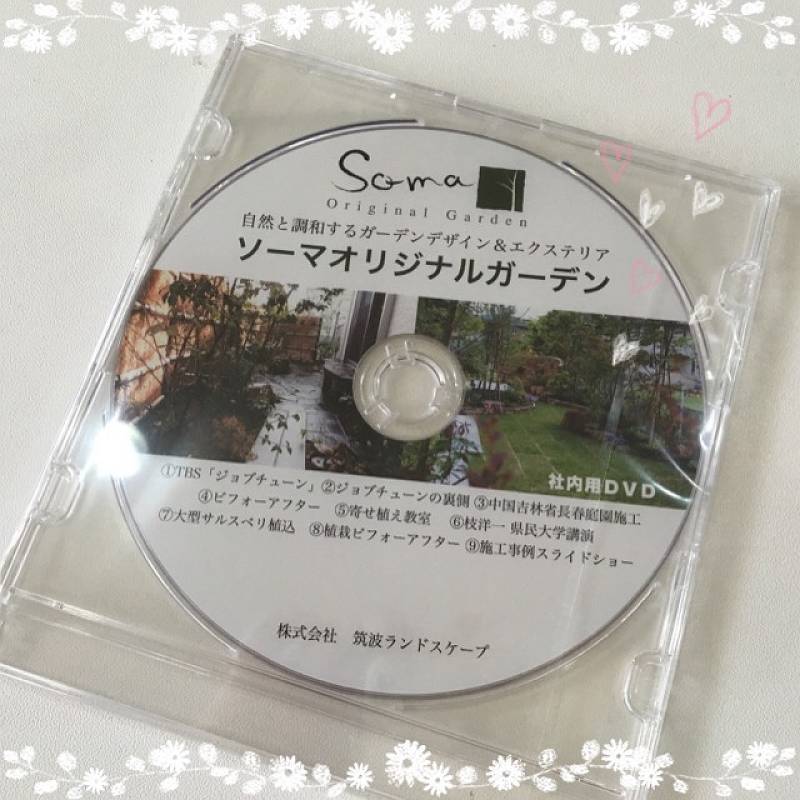 Soma
Original Garden
自然と調和するガーデンデザイン&エクステリア
ソーマオリジナルガーデン
社内用DVD
①TBS「ジョブチューン」②ジョブチューンの裏側 ③中国吉林省長春庭園施工
④ビフォーアフター ⑤寄せ植え教室 ⑥枝洋一 県民大学講演
⑦大型サルスベリ植込 ⑧植栽ビフォーアフター ⑨施工事例スライドショー
株式会社 筑波ランドスケープ